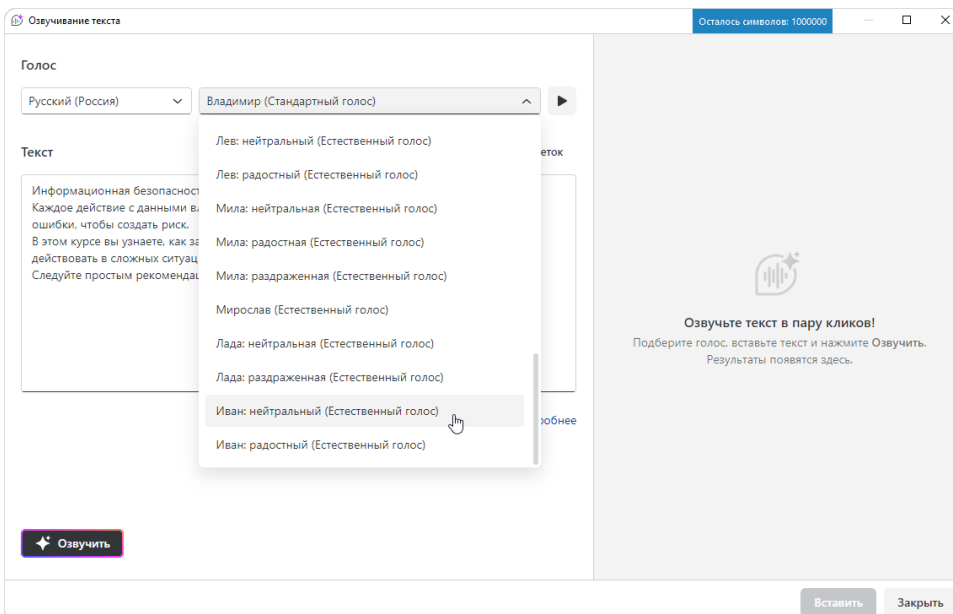 Озвучивание текста
Осталось символов: 1000000
Голос
Русский (Россия)
Владимир (Стандартный голос)
Текст
Информационная
Каждое действие с данными
ошибки, чтобы создать риск.
В этом курсе вы узнаете, как
действовать в сложных
Следуйте простым
Лев: нейтральный (Естественный голос)
Лев: радостный (Естественный голос)
Мила: нейтральная (Естественный голос)
Мила: радостная (Естественный голос)
Мила: раздраженная (Естественный голос)
Мирослав (Естественный голос)
Лада: нейтральная (Естественный голос)
Лада: раздраженная (Естественный голос)
Иван: нейтральный (Естественный голос)
Иван: радостный (Естественный голос)
Озвучить
Озвучьте текст в пару кликов!
Подберите голос, вставьте текст и нажмите Озвучить.
Результаты появятся здесь.
Вставить
Закрыть